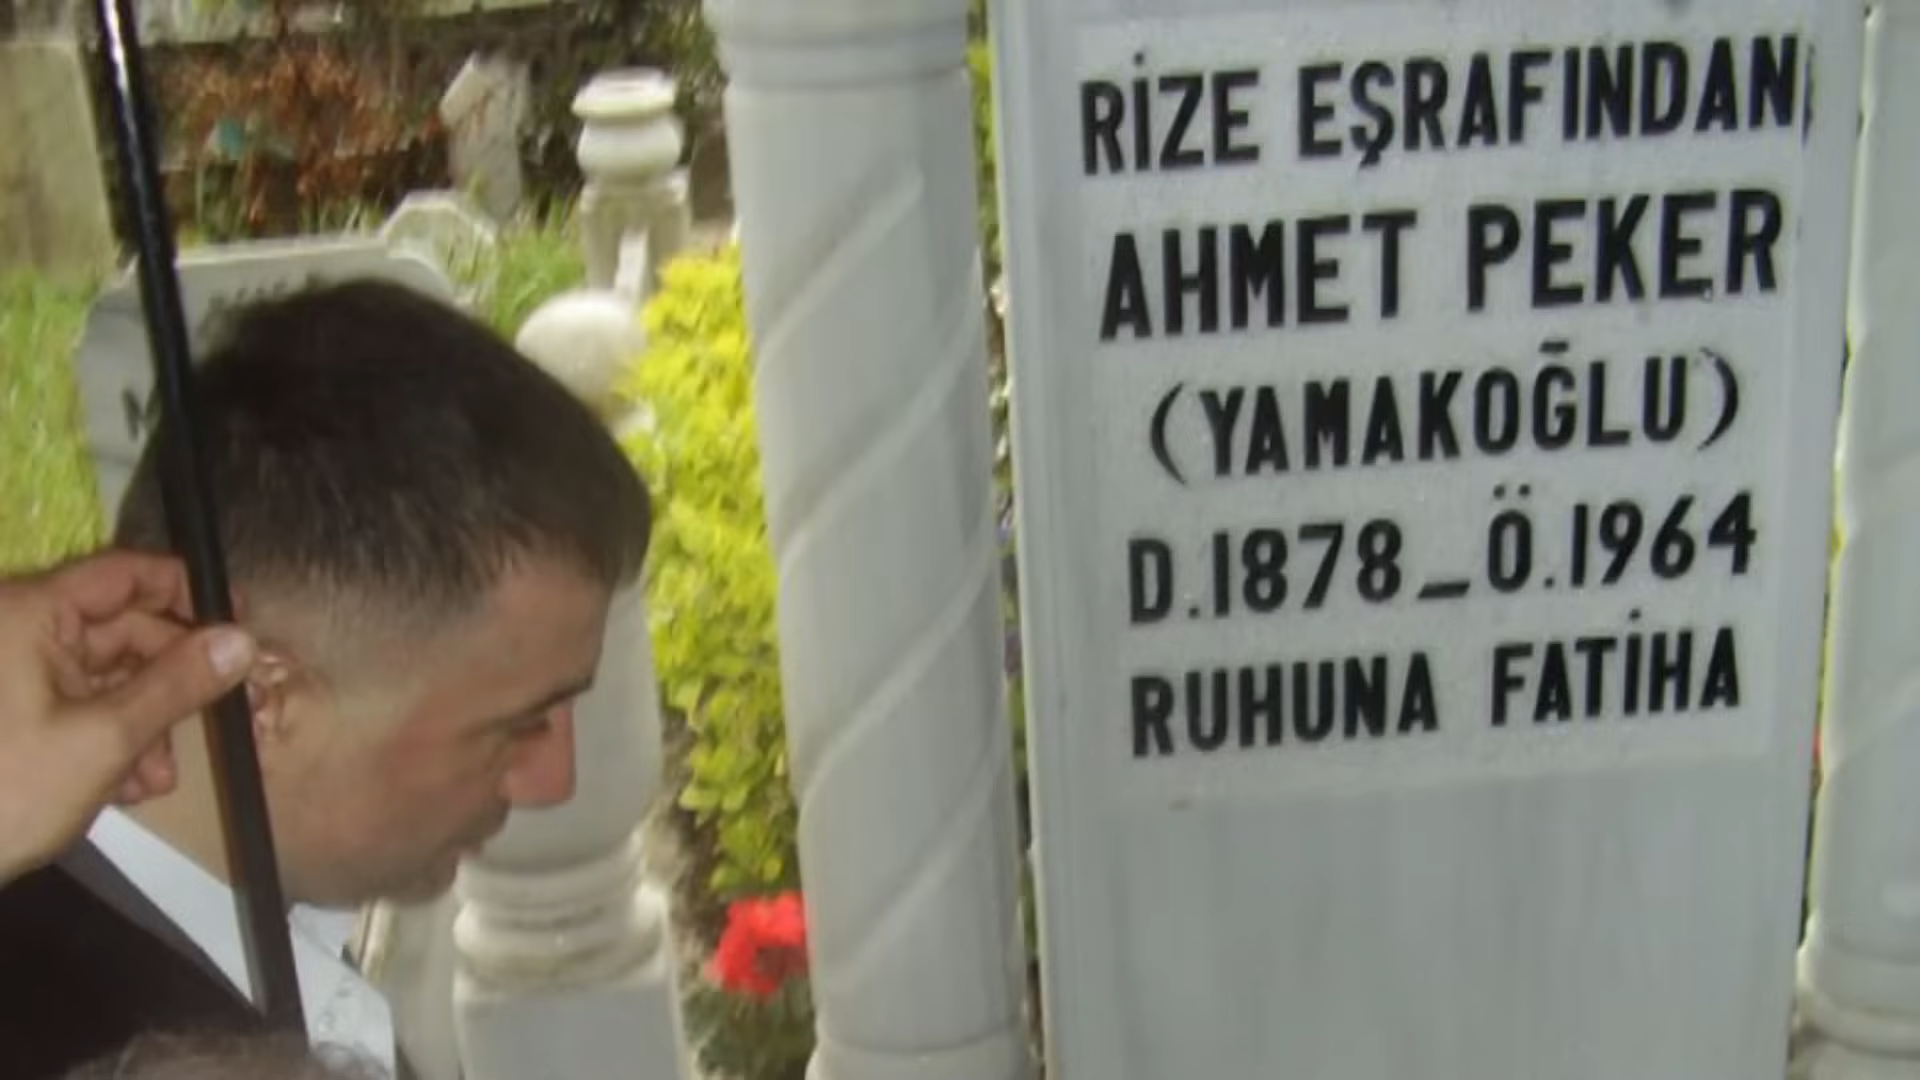 RİZE EŞRAFINDAN
AHMET PEKER
(YAMAKOĞLU)
D.1878_Ö.1964
RUHUNA FATİHA